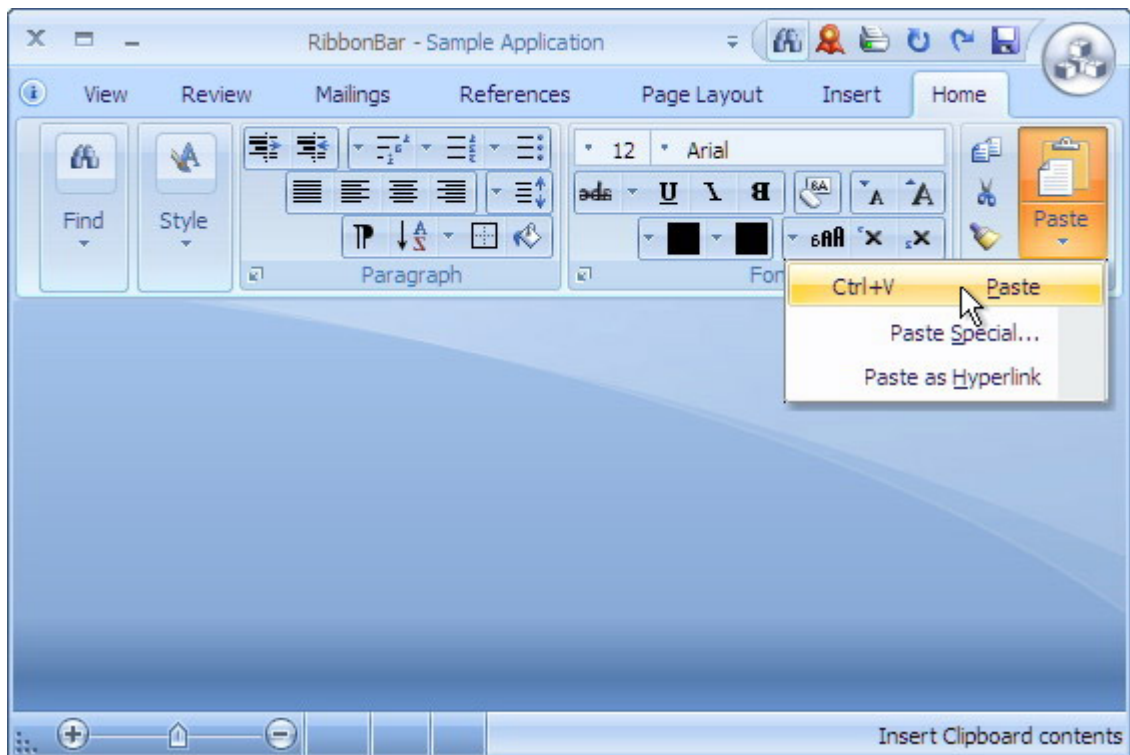 RibbonBar - Sample Application
View Review Mailings References Page Layout Insert Home
12 Arial
Find Style Paste
Paragraph
Ctrl+V Paste
Paste Special...
Paste as Hyperlink
Insert Clipboard contents